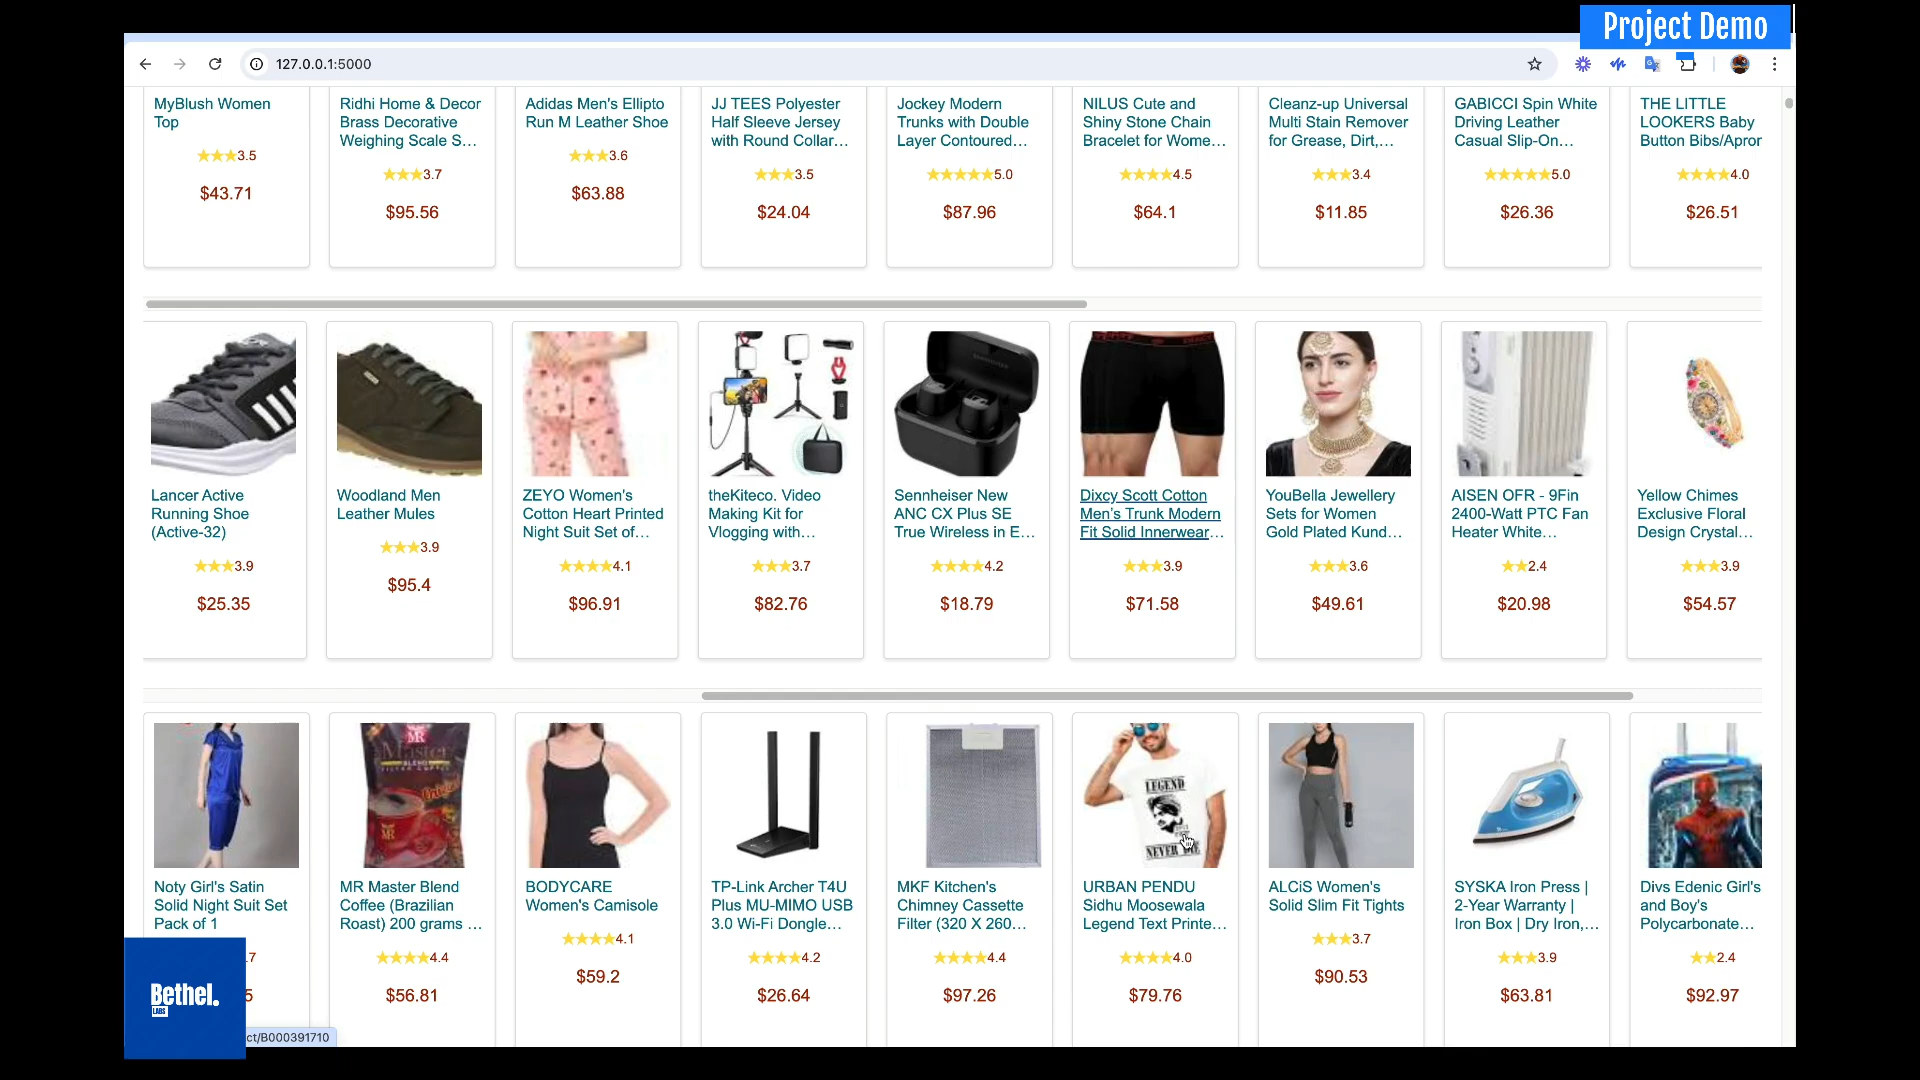 Project Demo
127.0.0.1:5000
MyBlush Women
Top
3.5
$43.71
Ridhi Home & Decor
Brass Decorative
Weighing Scale S…
3.7
$95.56
Adidas Men's Ellipto
Run M Leather Shoe
3.6
$63.88
JJ TEES Polyester
Half Sleeve Jersey
with Round Collar…
3.5
$24.04
Jockey Modern
Trunks with Double
Layer Contoured…
5.0
$87.96
NILUS Cute and
Shiny Stone Chain
Bracelet for Wome…
4.5
$64.1
Cleanz-up Universal
Multi Stain Remover
for Grease, Dirt,…
3.4
$11.85
GABICCI Spin White
Driving Leather
Casual Slip-On…
5.0
$26.36
THE LITTLE
LOOKERS Baby
Button Bibs/Apror
4.0
$26.51
Lancer Active
Running Shoe
(Active-32)
3.9
$25.35
Woodland Men
Leather Mules
3.9
$95.4
ZEYO Women's
Cotton Heart Printed
Night Suit Set of…
4.1
$96.91
theKiteco. Video
Making Kit for
Vlogging with…
3.7
$82.76
Sennheiser New
ANC CX Plus SE
True Wireless in E…
4.2
$18.79
Dixcy Scott Cotton
Men's Trunk Modern
Fit Solid Innerwear…
3.9
$71.58
YouBella Jewellery
Sets for Women
Gold Plated Kund…
3.6
$49.61
AISEN OFR - 9Fin
2400-Watt PTC Fan
Heater White…
2.4
$20.98
Yellow Chimes
Exclusive Floral
Design Crystal…
3.9
$54.57
Noty Girl's Satin
Solid Night Suit Set
Pack of 1
.7
5
MR
Master
BLEND
MR Master Blend
Coffee (Brazilian
Roast) 200 grams …
4.4
$56.81
BODYCARE
Women's Camisole
4.1
$59.2
TP-Link Archer T4U
Plus MU-MIMO USB
3.0 Wi-Fi Dongle…
4.2
$26.64
MKF Kitchen's
Chimney Cassette
Filter (320 X 260…
4.4
$97.26
LEGEND
NEVER DIE
URBAN PENDU
Sidhu Moosewala
Legend Text Printe…
4.0
$79.76
ALCiS Women's
Solid Slim Fit Tights
3.7
$90.53
SYSKA Iron Press |
2-Year Warranty |
Iron Box | Dry Iron,…
3.9
$63.81
Divs Edenic Girl's
and Boy's
Polycarbonate…
2.4
$92.97
Bethel.
LABS
ct/B000391710